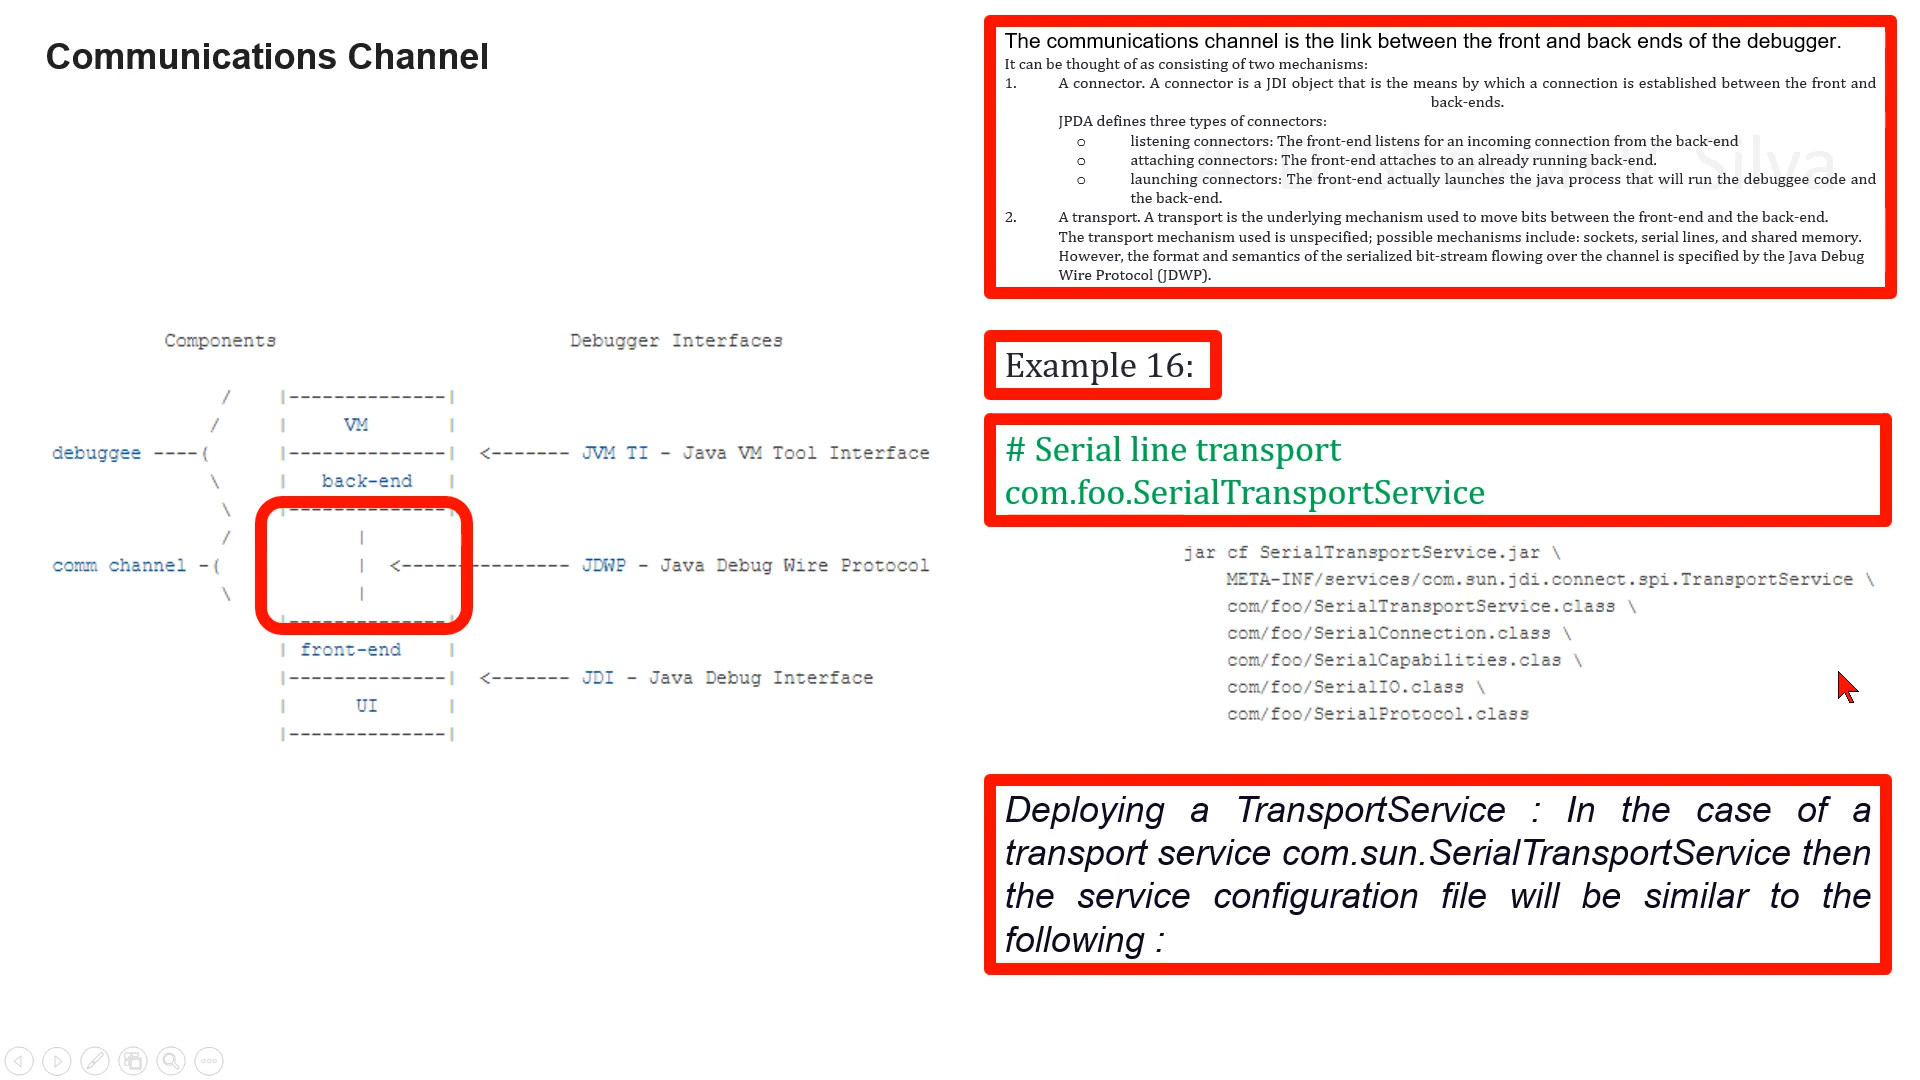 Communications Channel
The communications channel is the link between the front and back ends of the debugger.
It can be thought of as consisting of two mechanisms:
1. A connector. A connector is a JDI object that is the means by which a connection is established between the front and
back-ends.
JPDA defines three types of connectors:
o listening connectors: The front-end listens for an incoming connection from the back-end
o attaching connectors: The front-end attaches to an already running back-end.
o launching connectors: The front-end actually launches the java process that will run the debuggee code and
the back-end.
2. A transport. A transport is the underlying mechanism used to move bits between the front-end and the back-end.
The transport mechanism used is unspecified; possible mechanisms include: sockets, serial lines, and shared memory.
However, the format and semantics of the serialized bit-stream flowing over the channel is specified by the Java Debug
Wire Protocol (JDWP).
Components Debugger Interfaces
/ |--------------|
/ | VM |
debuggee ----( |--------------| <------- JVM TI - Java VM Tool Interface
\ | back-end |
\ |--------------|
/ |
comm channel -( | <--------------- JDWP - Java Debug Wire Protocol
\ |
|--------------|
| front-end |
|--------------| <------- JDI - Java Debug Interface
| UI |
|--------------|
Example 16:
# Serial line transport
com.foo.SerialTransportService
jar cf SerialTransportService.jar \
META-INF/services/com.sun.jdi.connect.spi.TransportService \
com/foo/SerialTransportService.class \
com/foo/SerialConnection.class \
com/foo/SerialCapabilities.clas \
com/foo/SerialIO.class \
com/foo/SerialProtocol.class
Deploying a TransportService : In the case of a
transport service com.sun.SerialTransportService then
the service configuration file will be similar to the
following :